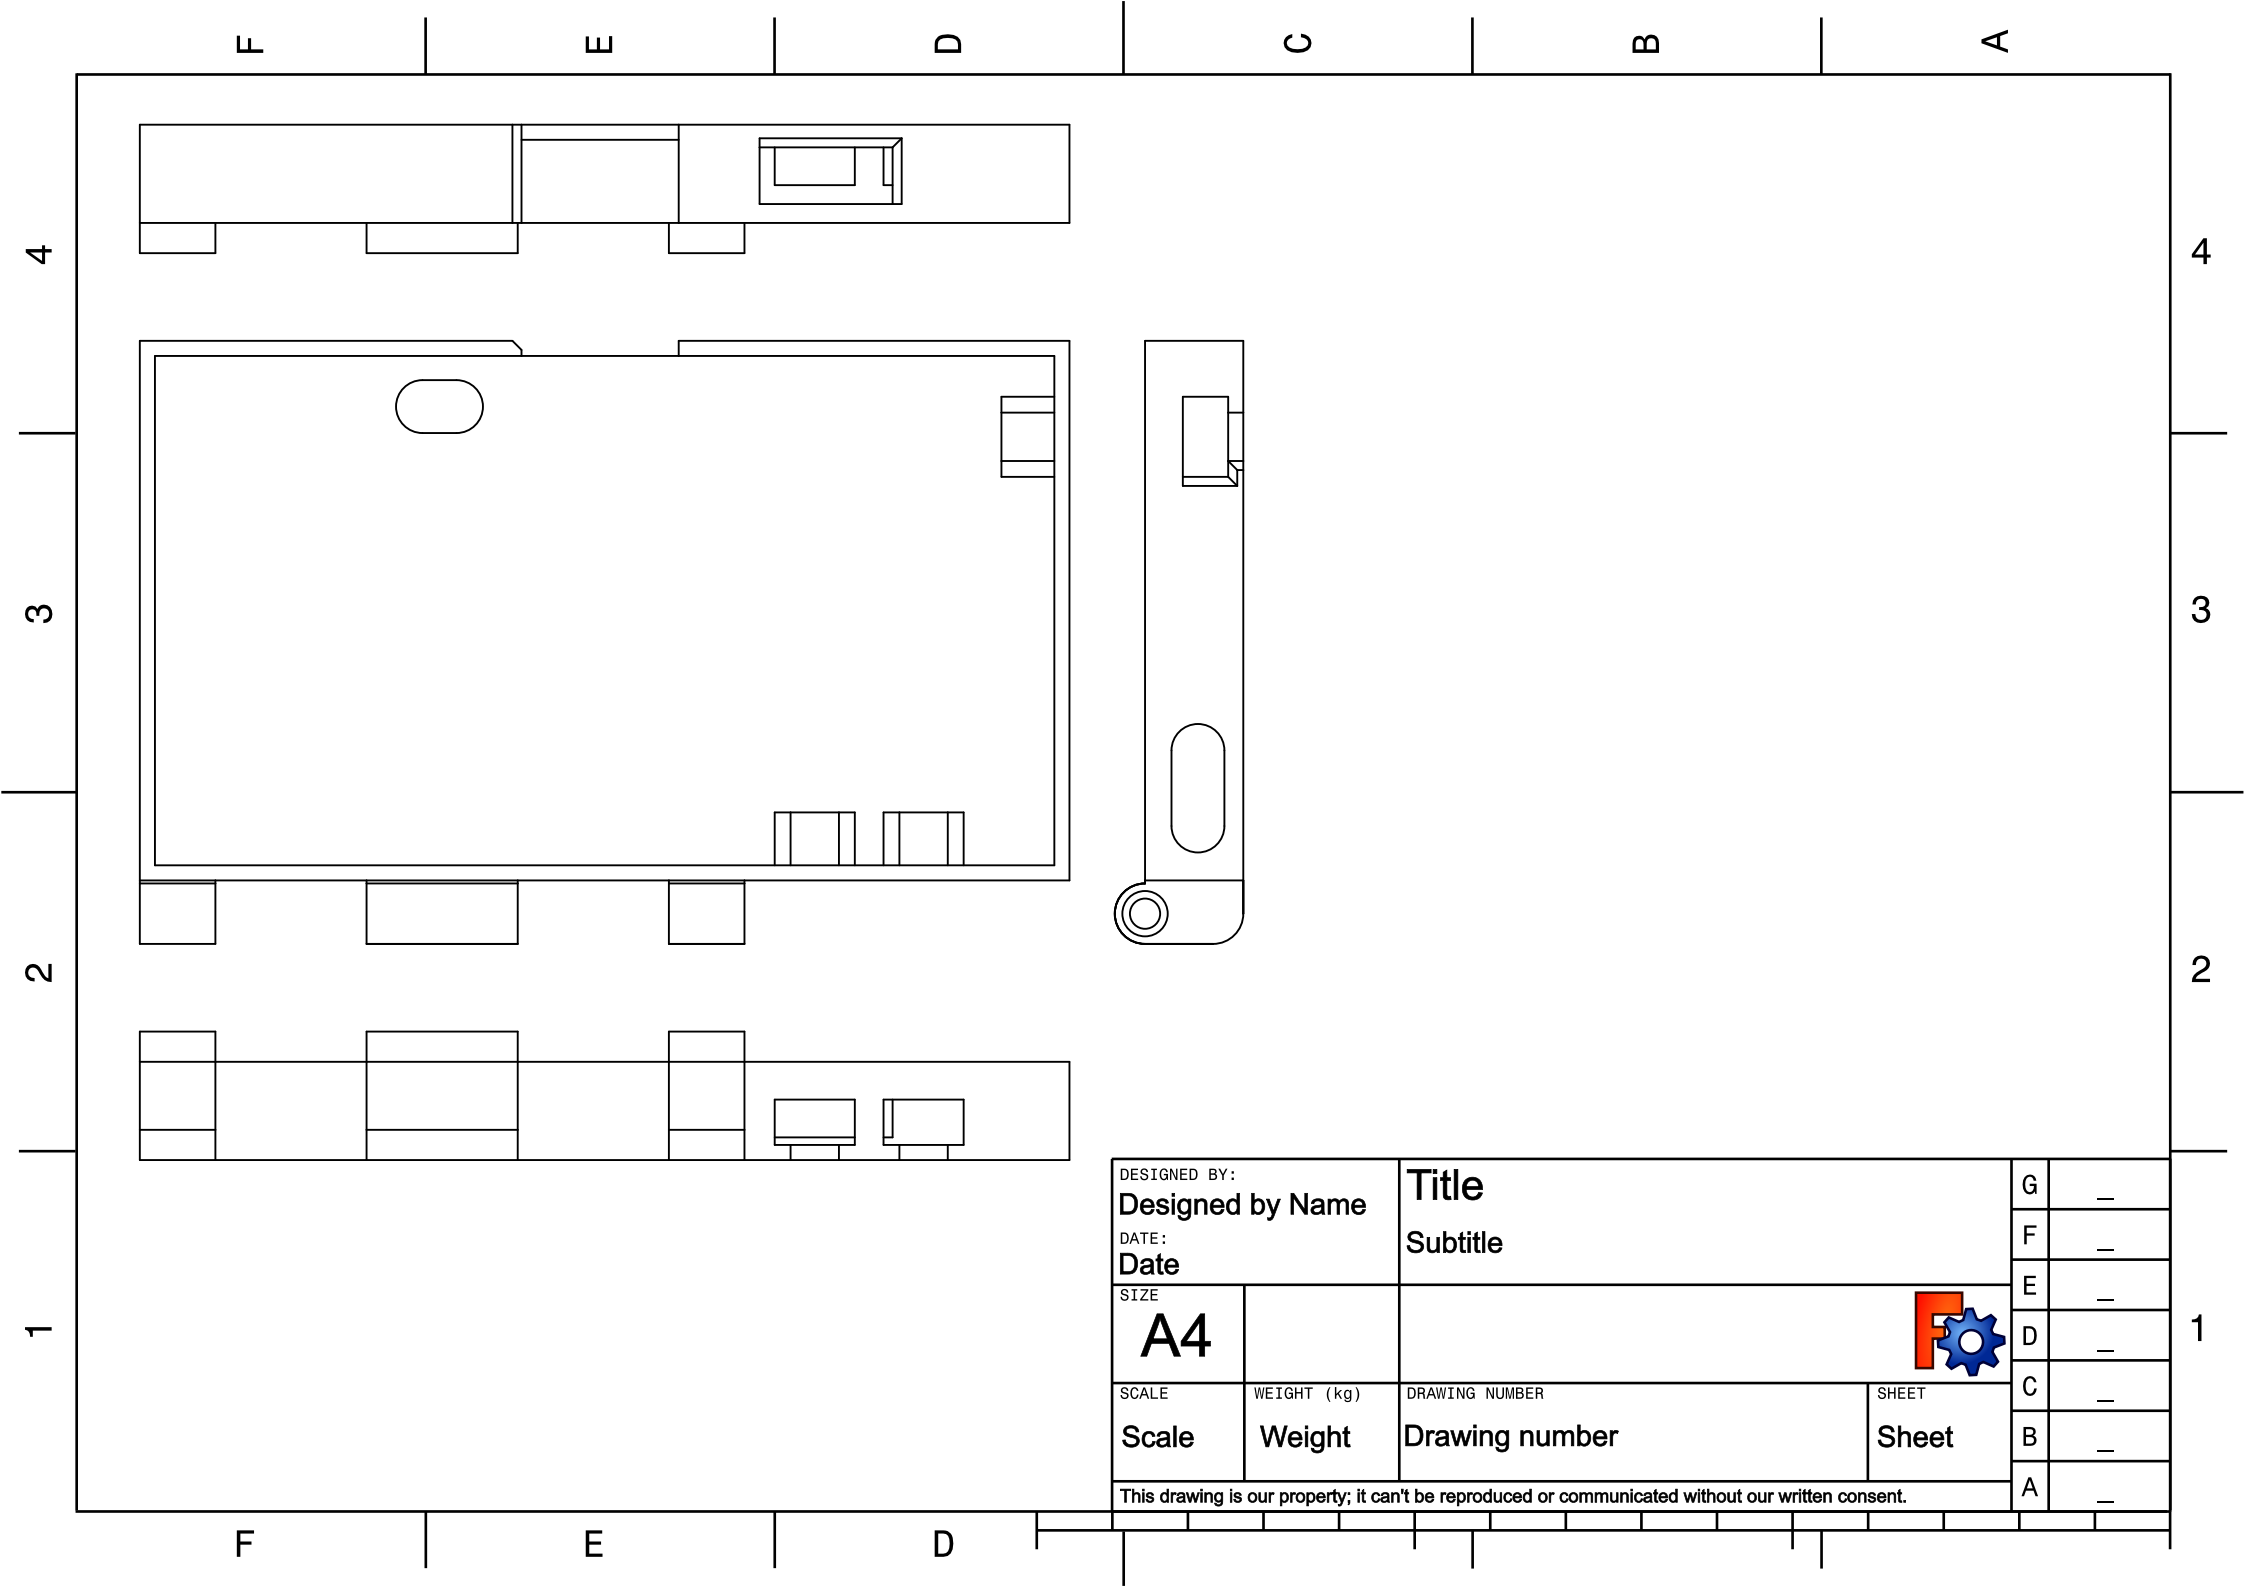 F E D C B A
4 4
3 3
2 2
1 1
DESIGNED BY:
Designed by Name
DATE:
Date
Title
Subtitle
SIZE
A4
SCALE
Scale
WEIGHT (kg)
Weight
DRAWING NUMBER
Drawing number
SHEET
Sheet
This drawing is our property; it can't be reproduced or communicated without our written consent.
G _
F _
E _
D _
C _
B _
A _
F E D